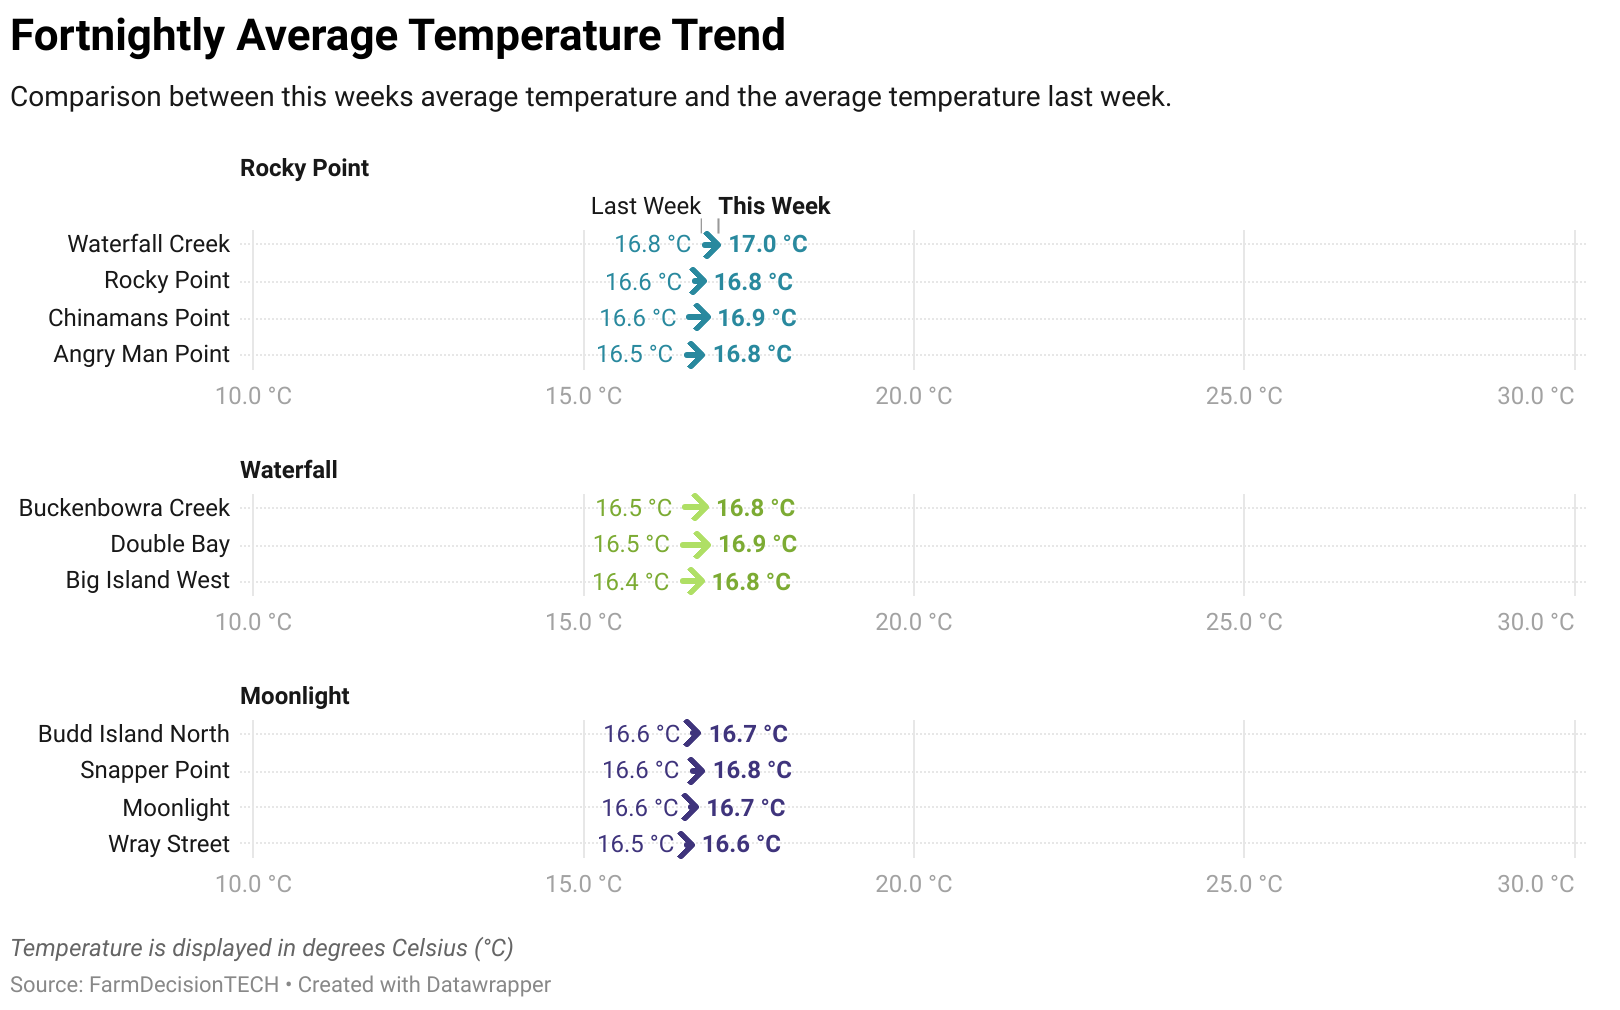 Fortnightly Average Temperature Trend
Comparison between this weeks average temperature and the average temperature last week.
Rocky Point
Last Week This Week
Waterfall Creek 16.8 °C 17.0 °C
Rocky Point 16.6 °C 16.8 °C
Chinamans Point 16.6 °C 16.9 °C
Angry Man Point 16.5 °C 16.8 °C
10.0 °C 15.0 °C 20.0 °C 25.0 °C 30.0 °C
Waterfall
Buckenbowra Creek 16.5 °C 16.8 °C
Double Bay 16.5 °C 16.9 °C
Big Island West 16.4 °C 16.8 °C
10.0 °C 15.0 °C 20.0 °C 25.0 °C 30.0 °C
Moonlight
Budd Island North 16.6 °C 16.7 °C
Snapper Point 16.6 °C 16.8 °C
Moonlight 16.6 °C 16.7 °C
Wray Street 16.5 °C 16.6 °C
10.0 °C 15.0 °C 20.0 °C 25.0 °C 30.0 °C
Temperature is displayed in degrees Celsius (°C)
Source: FarmDecisionTECH • Created with Datawrapper